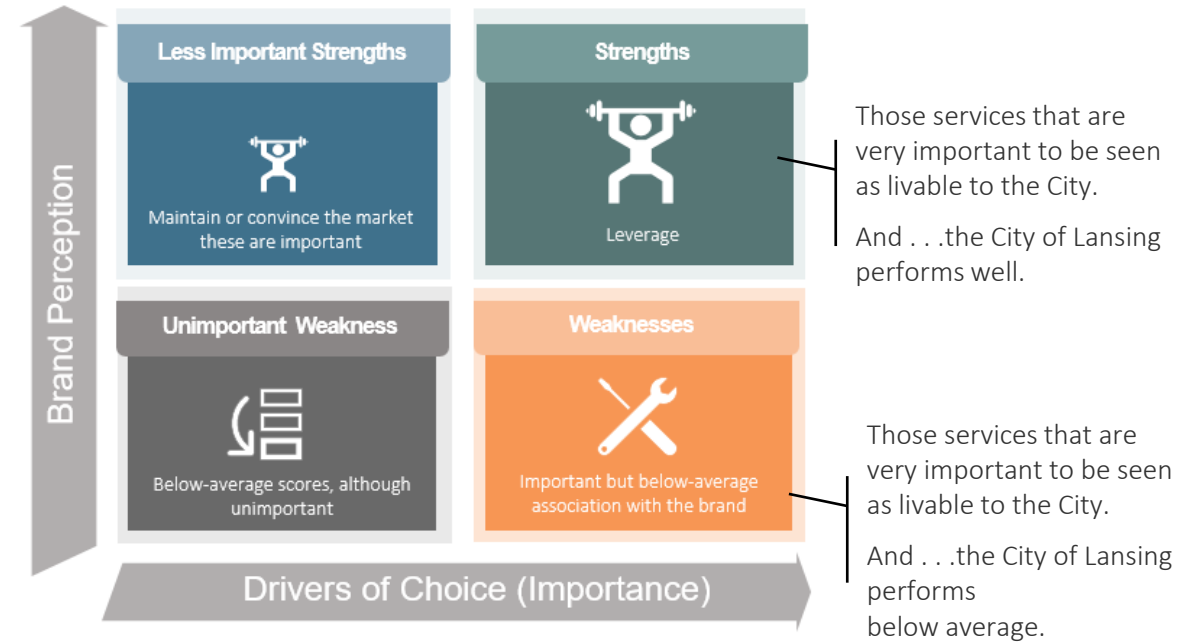 Brand Perception
Less Important Strengths
Maintain or convince the market
these are important
Strengths
Leverage
Those services that are
very important to be seen
as livable to the City.
And . . .the City of Lansing
performs well.
Unimportant Weakness
Below-average scores, although
unimportant
Weaknesses
Important but below-average
association with the brand
Those services that are
very important to be seen
as livable to the City.
And . . .the City of Lansing
performs
below average.
Drivers of Choice (Importance)